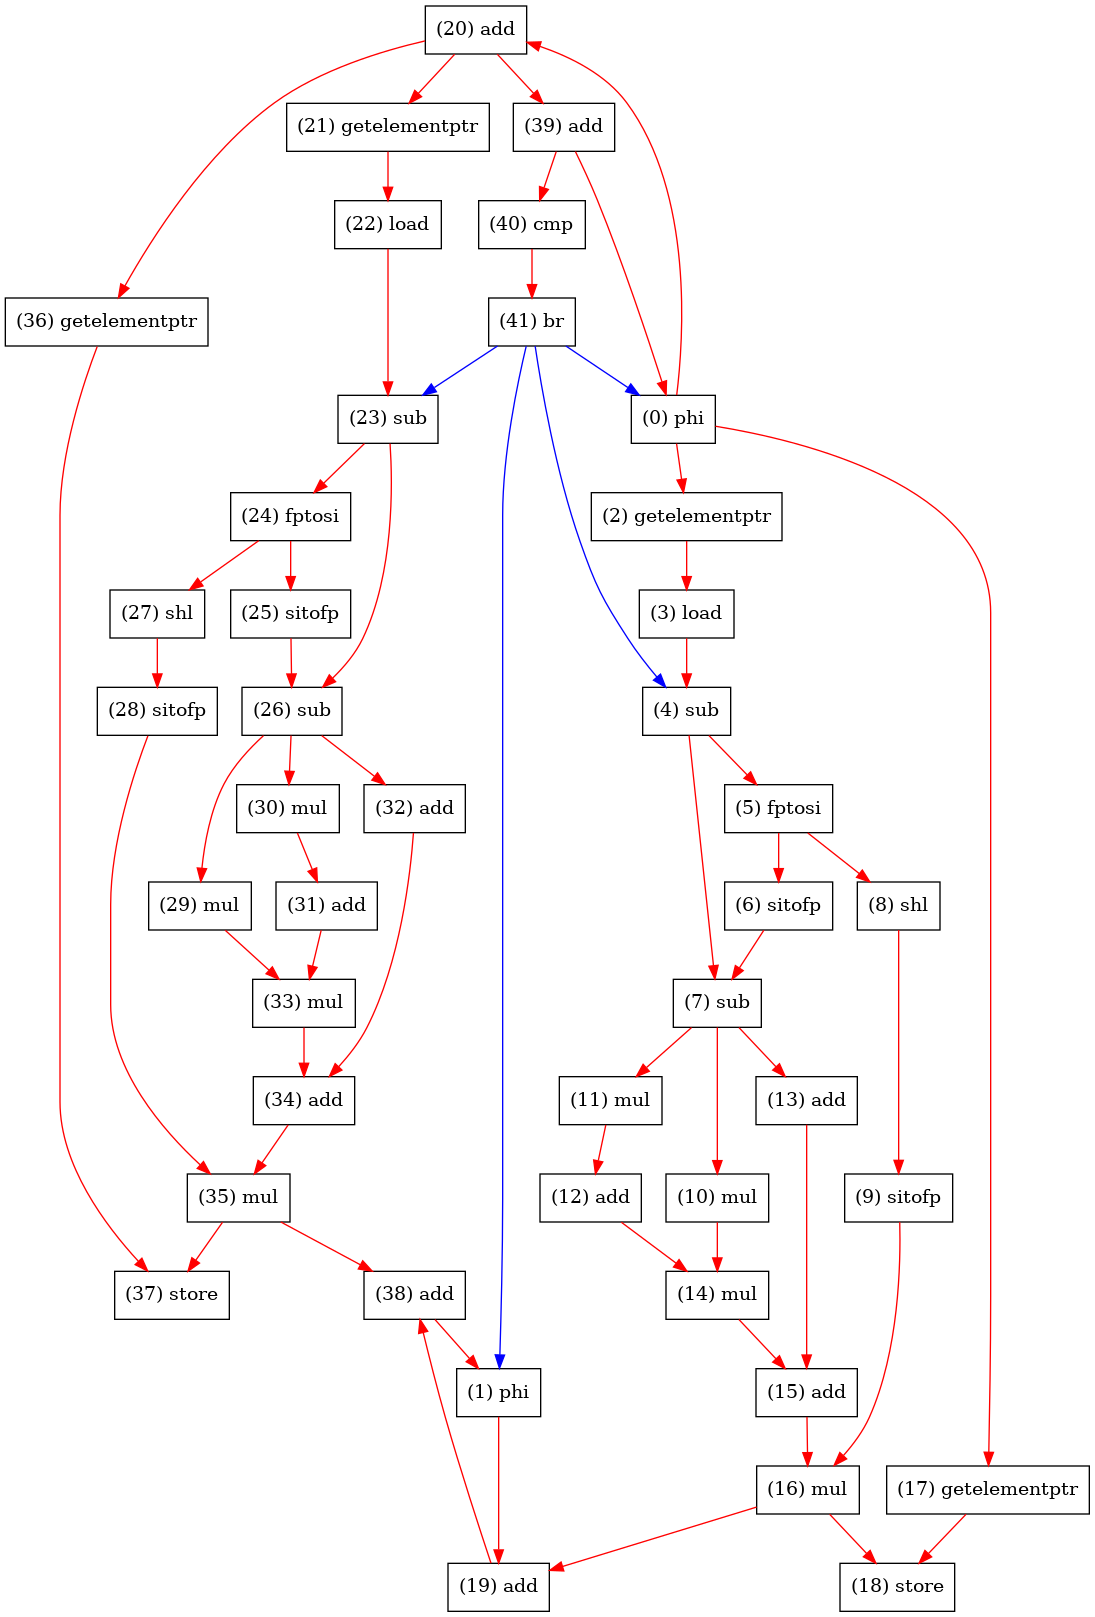 (20) add
(21) getelementptr
(39) add
(22) load
(40) cmp
(36) getelementptr
(41) br
(23) sub
(0) phi
(24) fptosi
(2) getelementptr
(27) shl
(25) sitofp
(3) load
(28) sitofp
(26) sub
(4) sub
(30) mul
(32) add
(5) fptosi
(29) mul
(31) add
(6) sitofp
(8) shl
(33) mul
(7) sub
(34) add
(11) mul
(13) add
(35) mul
(12) add
(10) mul
(9) sitofp
(37) store
(38) add
(14) mul
(1) phi
(15) add
(16) mul
(17) getelementptr
(19) add
(18) store